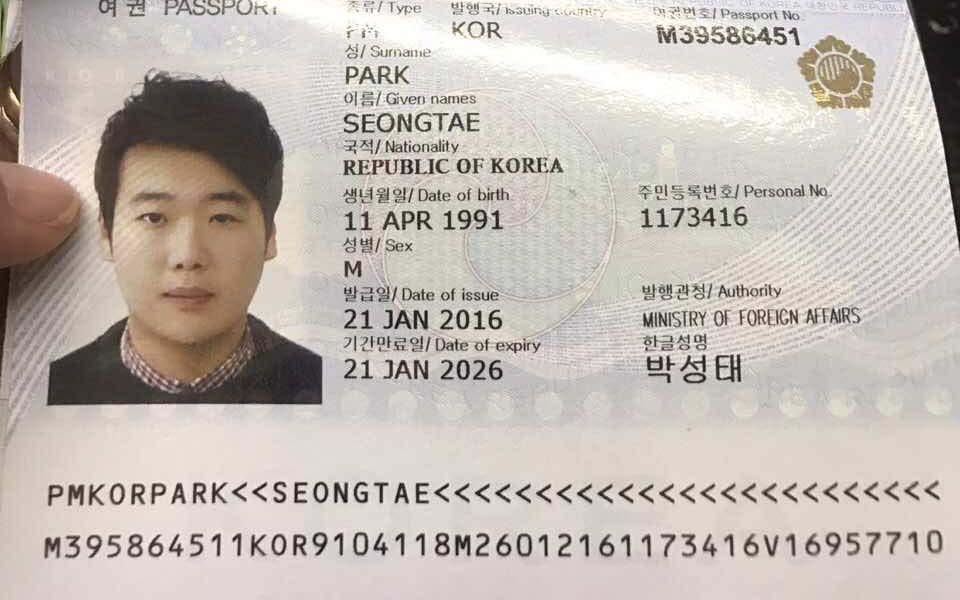 여권 PASSPORT
종류/ Type 발행국/ Issuing country 여권번호/ Passport No.
PM KOR M39586451
성/ Surname
PARK
이름/ Given names
SEONGTAE
국적/ Nationality
REPUBLIC OF KOREA
생년월일/ Date of birth 주민등록번호/ Personal No.
11 APR 1991 1173416
성별/ Sex
M
발급일/ Date of issue 발행관청/ Authority
21 JAN 2016 MINISTRY OF FOREIGN AFFAIRS
기간만료일/ Date of expiry 한글성명
21 JAN 2026 박성태
PMKORPARK<<SEONGTAE<<<<<<<<<<<<<<<<<<<<<<<<<
M395864511KOR9104118M26012161173416V16957710